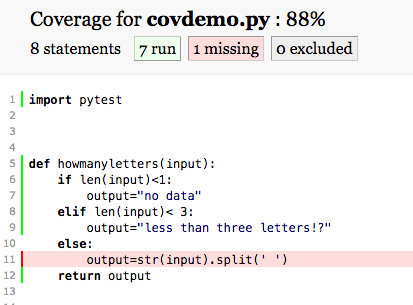 Coverage for covdemo.py : 88%
8 statements 7 run 1 missing 0 excluded
1 import pytest
2
3
4
5 def howmanyletters(input):
6     if len(input)<1:
7         output="no data"
8     elif len(input)< 3:
9         output="less than three letters!?"
10     else:
11         output=str(input).split(' ')
12     return output
13